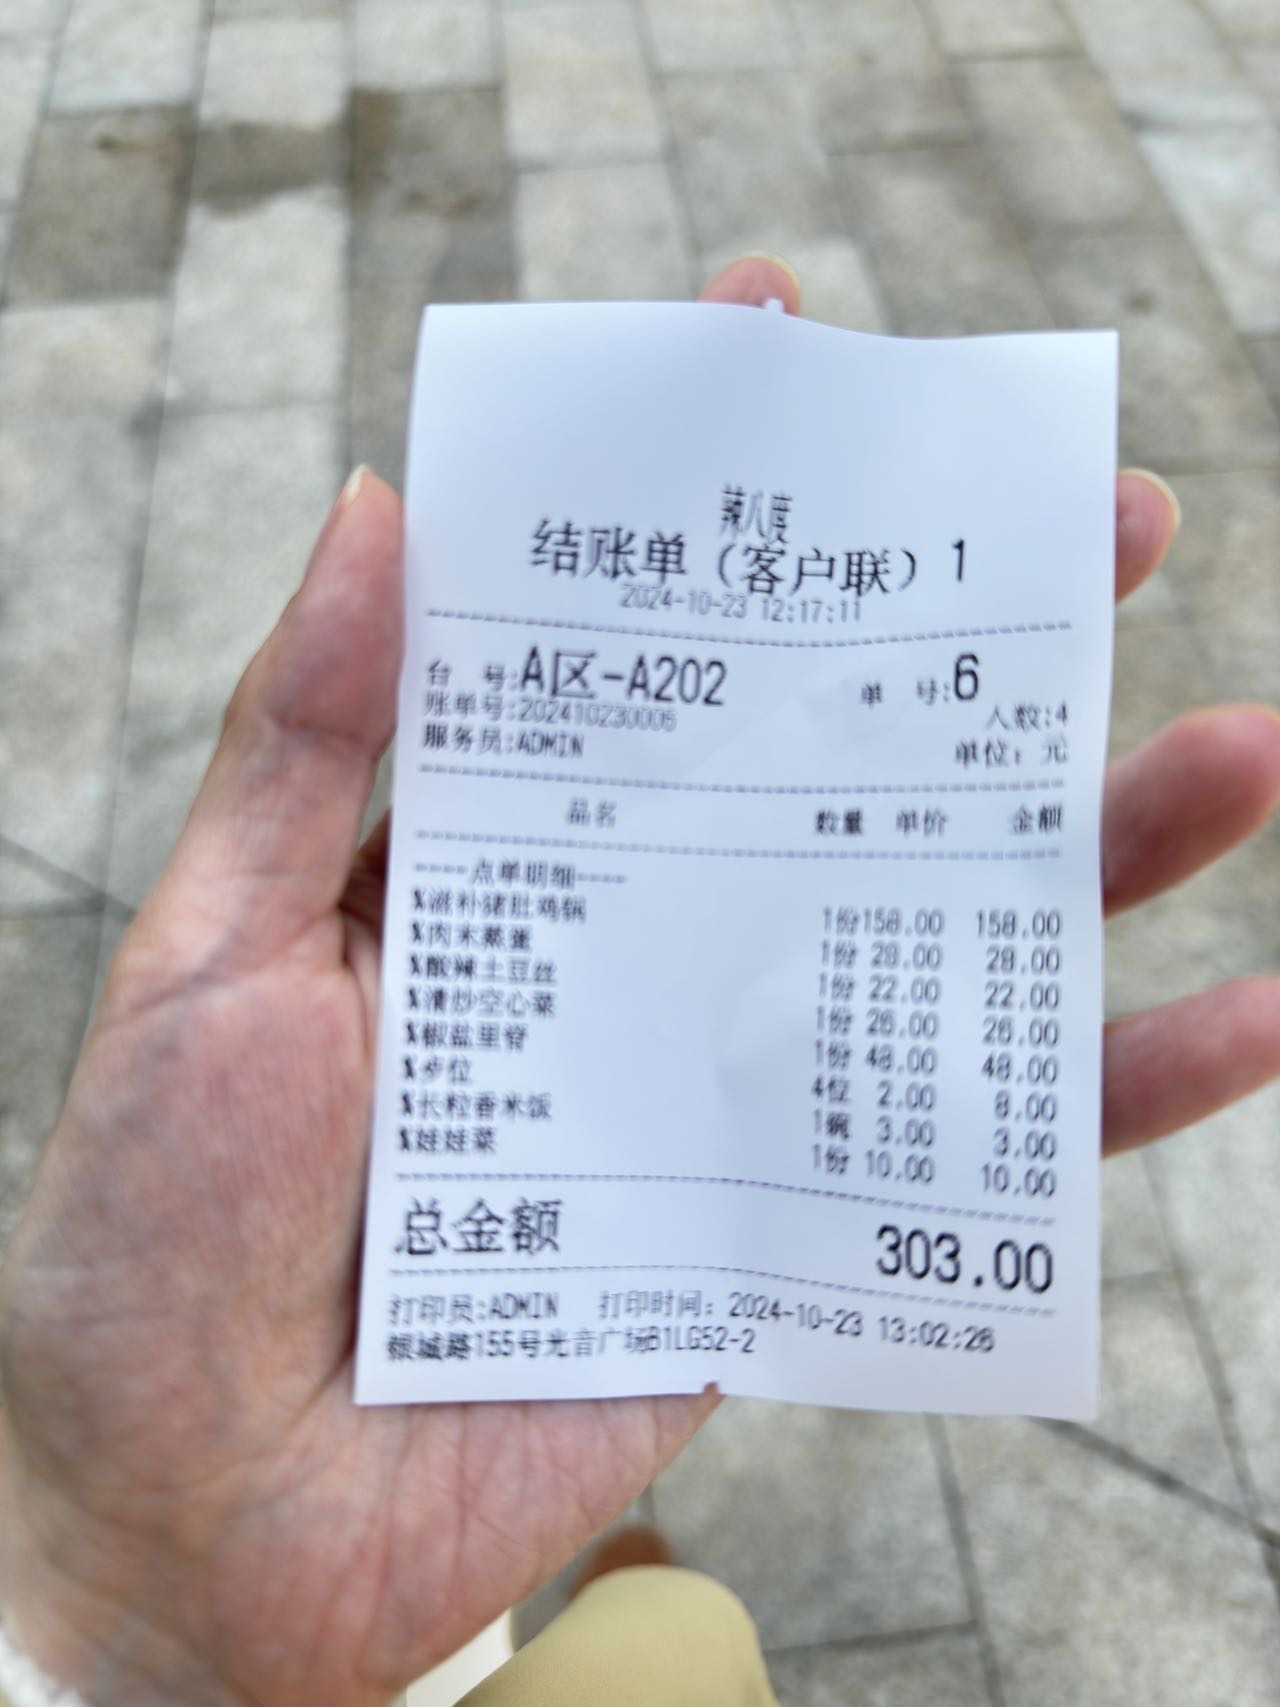 辣八度
结账单（客户联）1
2024-10-23 12:17:11
台 号:A区-A202 单 号:6
账单号:202410230006 人数:4
服务员:ADMIN 单位：元
品名 数量 单价 金额
----点单明细----
%滋补猪肚鸡锅 1份 158.00 158.00
%肉末蒸蛋 1份 28.00 28.00
%酸辣土豆丝 1份 22.00 22.00
%清炒空心菜 1份 26.00 26.00
%椒盐里脊 1份 48.00 48.00
%步位 4位 2.00 8.00
%长粒香米饭 1碗 3.00 3.00
%娃娃菜 1份 10.00 10.00
总金额 303.00
打印员:ADMIN 打印时间：2024-10-23 13:02:26
银城路155号光音广场B1LG52-2